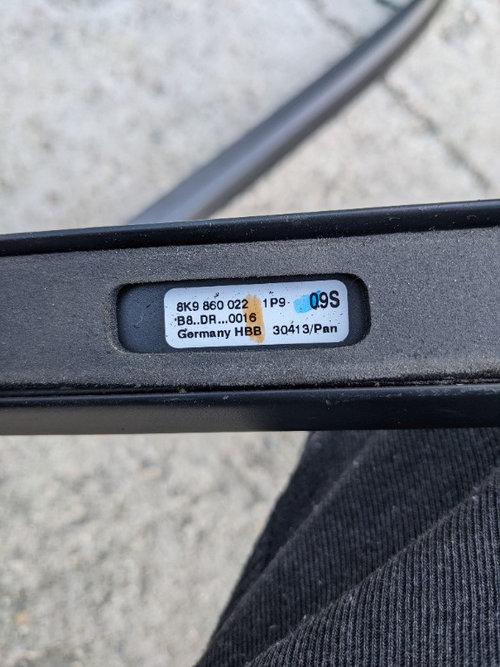 8K9 860 022 1P9 09S
B8..DR...0016
Germany HBB 30413/Pan